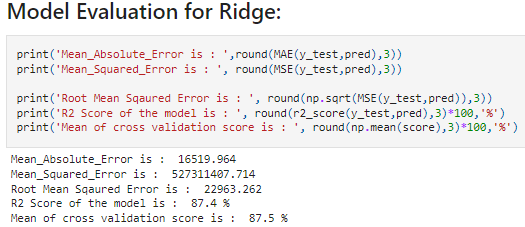 Model Evaluation for Ridge:
print('Mean_Absolute_Error is : ',round(MAE(y_test,pred),3))
print('Mean_Squared_Error is : ', round(MSE(y_test,pred),3))
print('Root Mean Sqaured Error is : ', round(np.sqrt(MSE(y_test,pred)),3))
print('R2 Score of the model is : ', round(r2_score(y_test,pred),3)*100,'%')
print('Mean of cross validation score is : ', round(np.mean(score),3)*100,'%')
Mean_Absolute_Error is :  16519.964
Mean_Squared_Error is :  527311407.714
Root Mean Sqaured Error is :  22963.262
R2 Score of the model is :  87.4 %
Mean of cross validation score is :  87.5 %